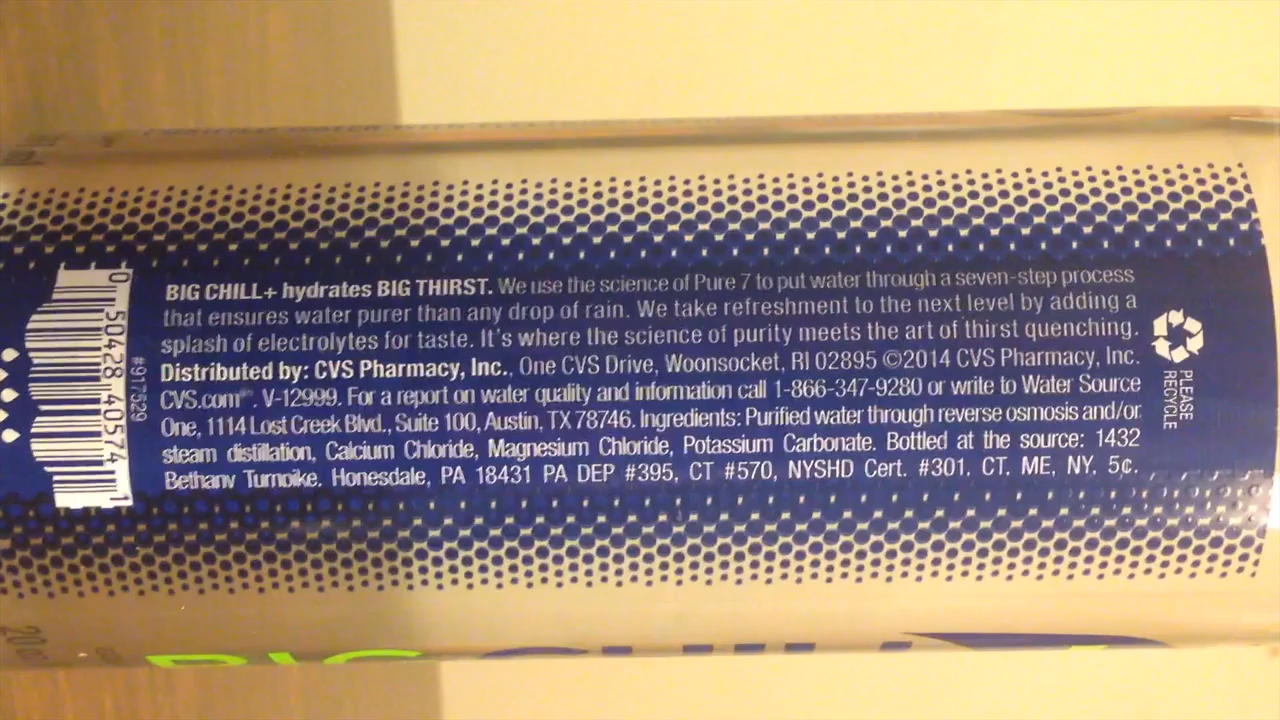 BIG CHILL+ hydrates BIG THIRST. We use the science of Pure 7 to put water through a seven-step process
that ensures water purer than any drop of rain. We take refreshment to the next level by adding a
splash of electrolytes for taste. It's where the science of purity meets the art of thirst quenching.
Distributed by: CVS Pharmacy, Inc., One CVS Drive, Woonsocket, RI 02895 ©2014 CVS Pharmacy, Inc.
CVS.com℠. V-12999. For a report on water quality and information call 1-866-347-9280 or write to Water Source
One, 1114 Lost Creek Blvd., Suite 100, Austin, TX 78746. Ingredients: Purified water through reverse osmosis and/or
steam distillation, Calcium Chloride, Magnesium Chloride, Potassium Carbonate. Bottled at the source: 1432
Bethany Turnpike, Honesdale, PA 18431 PA DEP #395, CT #570, NYSHD Cert. #301. CT, ME, NY, 5¢.
PLEASE
RECYCLE
#917529
0 50428 40574 1
20 oz
BIG CHILL